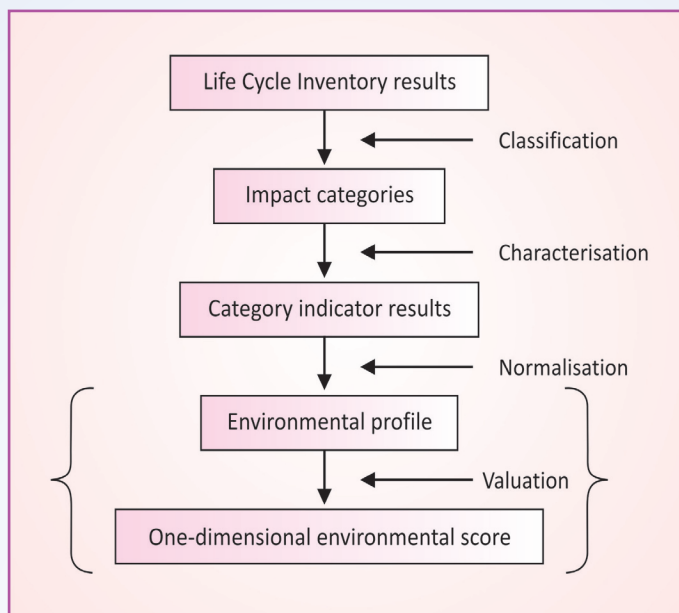 Life Cycle Inventory results
Classification
Impact categories
Characterisation
Category indicator results
Normalisation
Environmental profile
Valuation
One-dimensional environmental score